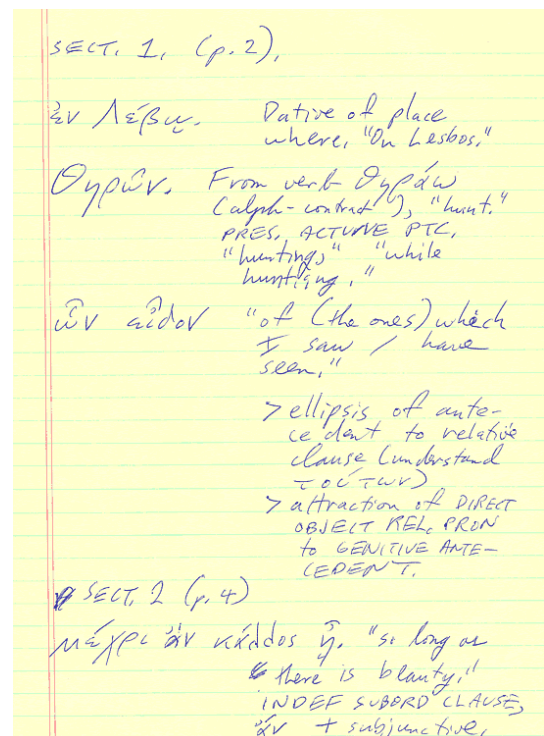 SECT. 1, (p. 2),
ἐν Λέβῳ. Dative of place
where, "On Lesbos."
Θηρῶν. From verb θηράω
(alph-contract), "hunt."
PRES. ACTUVE PTC,
"hunting," "while
hunting."
ὧν εἶδον "of (the ones) which
I saw / have
seen."
> ellipsis of ante-
cedent to relative
clause (understand
τούτων)
> attraction of DIRECT
OBJECT REL, PRON
to GENITIVE ANTE-
CEDENT.
SECT. 2 (p. 4)
μέχρι ἂν κάλλος ᾖ. "so long as
there is beauty."
INDEF SUBORD CLAUSE,
ἄν + subjunctive,